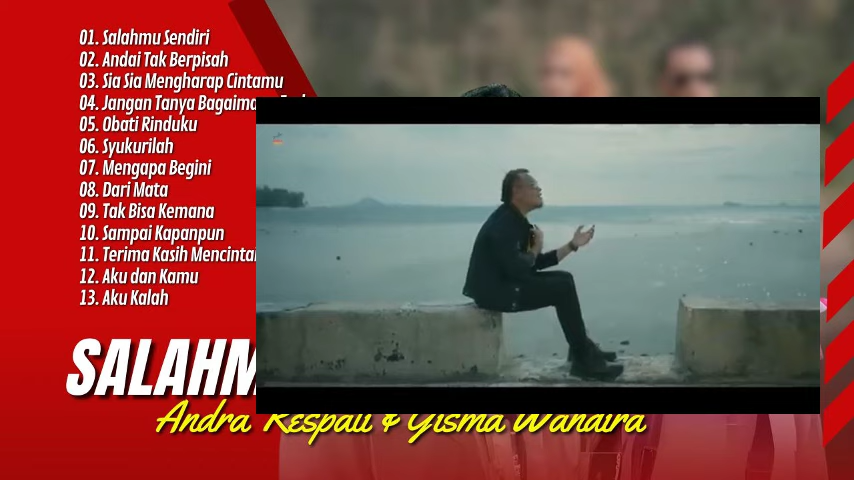 01. Salahmu Sendiri
02. Andai Tak Berpisah
03. Sia Sia Mengharap Cintamu
04. Jangan Tanya
05. Obati Rinduku
06. Syukurilah
07. Mengapa Begini
08. Dari Mata
09. Tak Bisa Kemana
10. Sampai Kapanpun
11. Terima Kasih
12. Aku dan Kamu
13. Aku Kalah
SALAHM
Andra Respati & Gisma Wandira